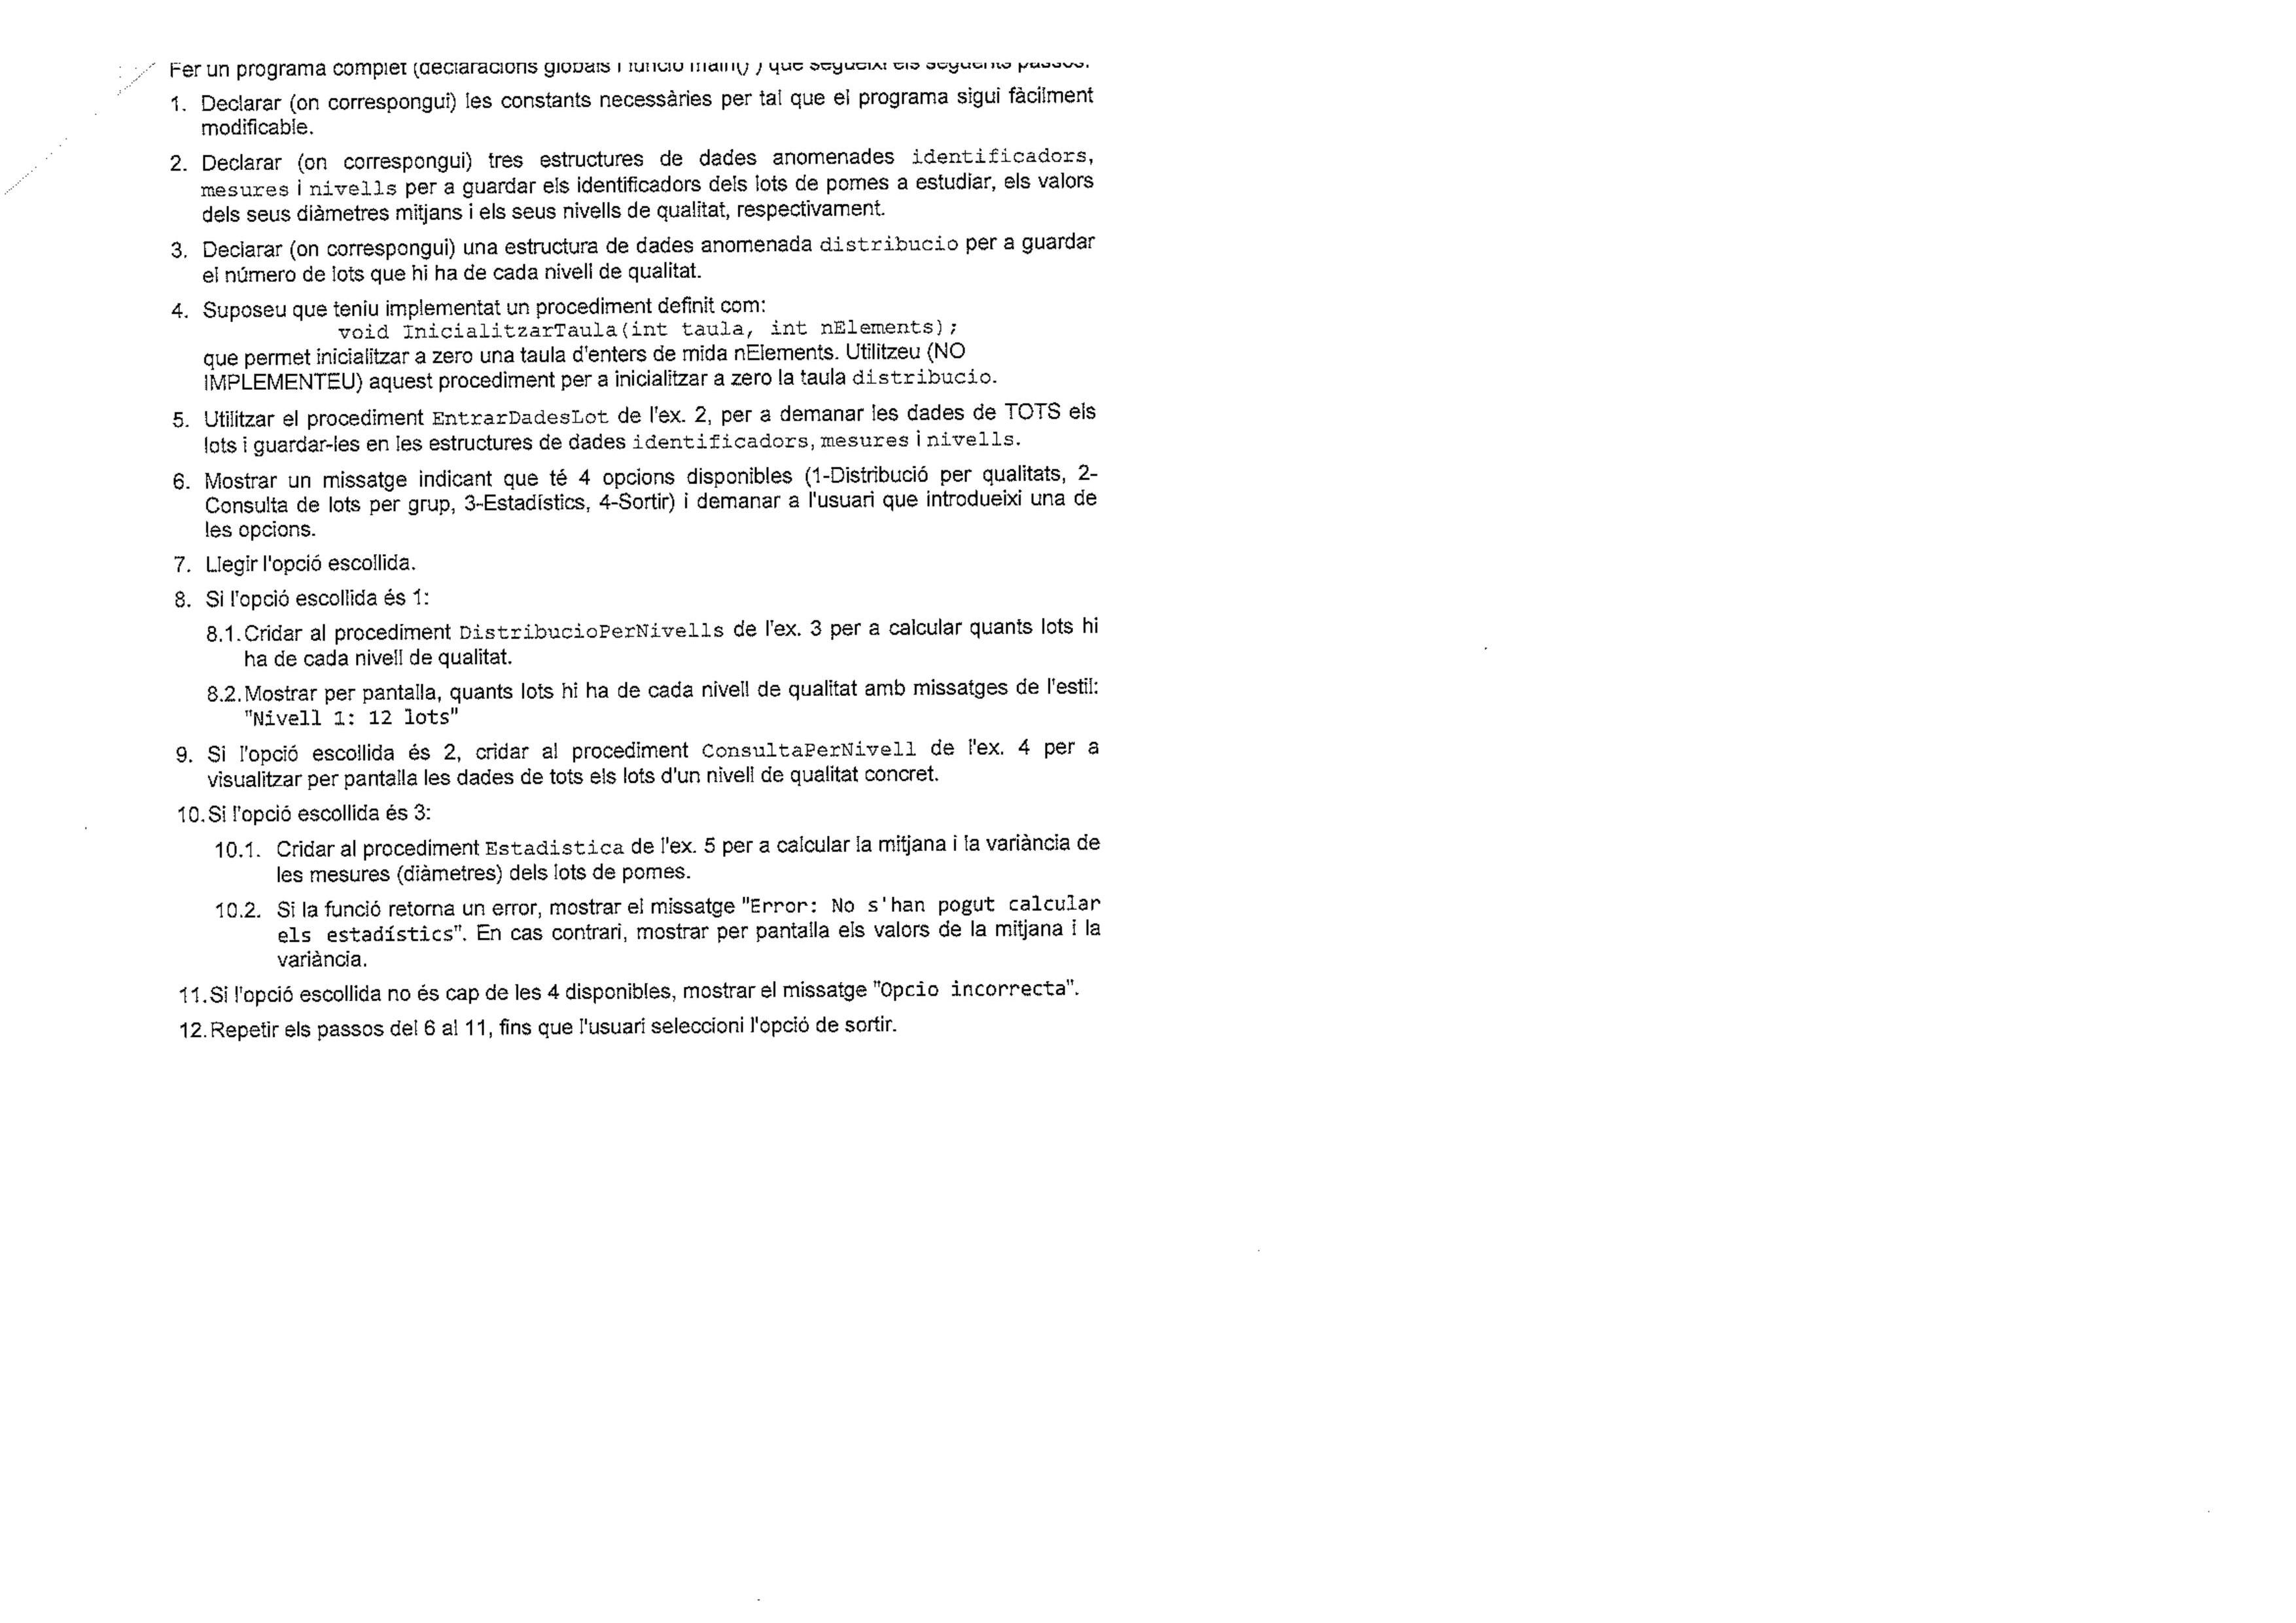 Fer un programa complet (declaracions globals i funció main() ) que segueixi els següents passos:
1. Declarar (on correspongui) les constants necessàries per tal que el programa sigui fàcilment
modificable.
2. Declarar (on correspongui) tres estructures de dades anomenades identificadors,
mesures i nivells per a guardar els identificadors dels lots de pomes a estudiar, els valors
dels seus diàmetres mitjans i els seus nivells de qualitat, respectivament.
3. Declarar (on correspongui) una estructura de dades anomenada distribucio per a guardar
el número de lots que hi ha de cada nivell de qualitat.
4. Suposeu que teniu implementat un procediment definit com:
void InicialitzarTaula(int taula, int nElements);
que permet inicialitzar a zero una taula d'enters de mida nElements. Utilitzeu (NO
IMPLEMENTEU) aquest procediment per a inicialitzar a zero la taula distribucio.
5. Utilitzar el procediment EntrarDadesLot de l'ex. 2, per a demanar les dades de TOTS els
lots i guardar-les en les estructures de dades identificadors, mesures i nivells.
6. Mostrar un missatge indicant que té 4 opcions disponibles (1-Distribució per qualitats, 2-
Consulta de lots per grup, 3-Estadístics, 4-Sortir) i demanar a l'usuari que introdueixi una de
les opcions.
7. Llegir l'opció escollida.
8. Si l'opció escollida és 1:
8.1. Cridar al procediment DistribucioPerNivells de l'ex. 3 per a calcular quants lots hi
ha de cada nivell de qualitat.
8.2. Mostrar per pantalla, quants lots hi ha de cada nivell de qualitat amb missatges de l'estil:
"Nivell 1: 12 lots"
9. Si l'opció escollida és 2, cridar al procediment ConsultaPerNivell de l'ex. 4 per a
visualitzar per pantalla les dades de tots els lots d'un nivell de qualitat concret.
10. Si l'opció escollida és 3:
10.1. Cridar al procediment Estadistica de l'ex. 5 per a calcular la mitjana i la variància de
les mesures (diàmetres) dels lots de pomes.
10.2. Si la funció retorna un error, mostrar el missatge "Error: No s'han pogut calcular
els estadístics". En cas contrari, mostrar per pantalla els valors de la mitjana i la
variància.
11. Si l'opció escollida no és cap de les 4 disponibles, mostrar el missatge "Opcio incorrecta".
12. Repetir els passos del 6 al 11, fins que l'usuari seleccioni l'opció de sortir.